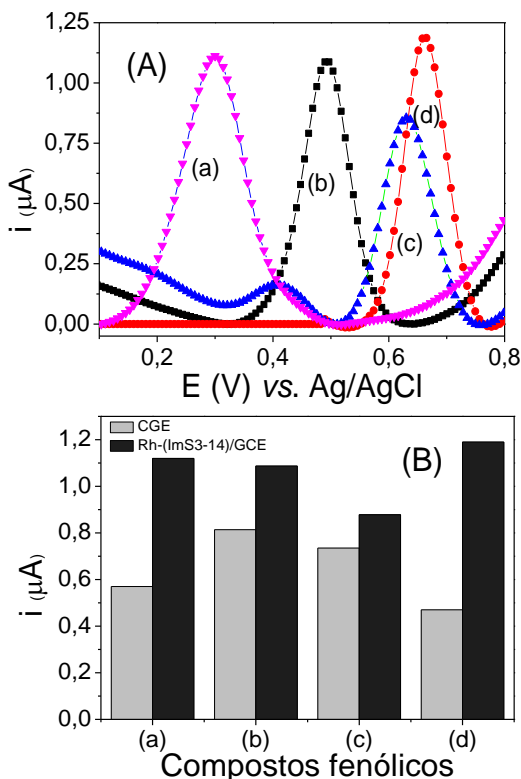 1,25
1,00
0,75
0,50
0,25
0,00
i (μA)
(A)
(a)
(b)
(c)
(d)
0,2 0,4 0,6 0,8
E (V) vs. Ag/AgCl
CGE
Rh-(ImS3-14)/GCE
(B)
1,2
1,0
0,8
0,6
0,4
0,2
0,0
i (μA)
(a) (b) (c) (d)
Compostos fenólicos